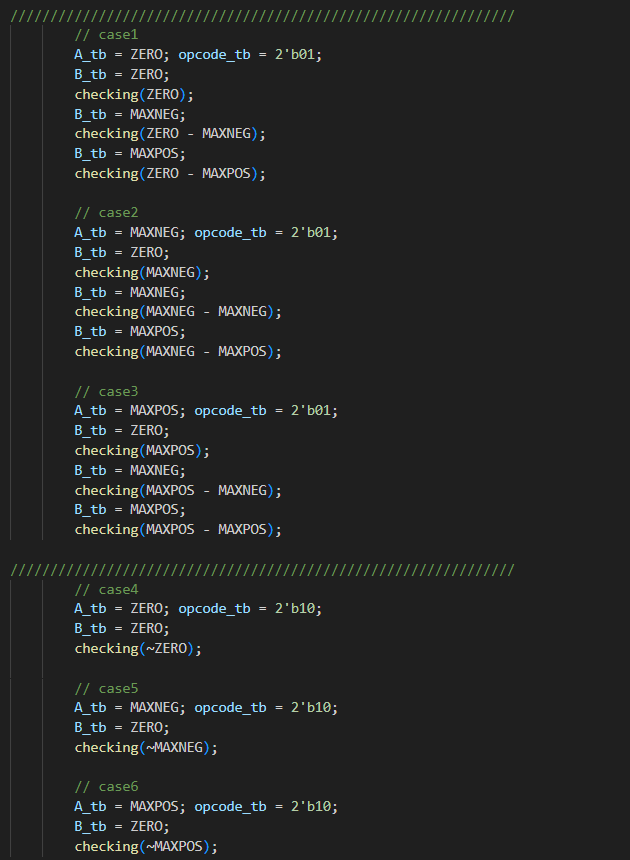 ///////////////////////////////////////////////////////////////
// case1
A_tb = ZERO; opcode_tb = 2'b01;
B_tb = ZERO;
checking(ZERO);
B_tb = MAXNEG;
checking(ZERO - MAXNEG);
B_tb = MAXPOS;
checking(ZERO - MAXPOS);
// case2
A_tb = MAXNEG; opcode_tb = 2'b01;
B_tb = ZERO;
checking(MAXNEG);
B_tb = MAXNEG;
checking(MAXNEG - MAXNEG);
B_tb = MAXPOS;
checking(MAXNEG - MAXPOS);
// case3
A_tb = MAXPOS; opcode_tb = 2'b01;
B_tb = ZERO;
checking(MAXPOS);
B_tb = MAXNEG;
checking(MAXPOS - MAXNEG);
B_tb = MAXPOS;
checking(MAXPOS - MAXPOS);
///////////////////////////////////////////////////////////////
// case4
A_tb = ZERO; opcode_tb = 2'b10;
B_tb = ZERO;
checking(~ZERO);
// case5
A_tb = MAXNEG; opcode_tb = 2'b10;
B_tb = ZERO;
checking(~MAXNEG);
// case6
A_tb = MAXPOS; opcode_tb = 2'b10;
B_tb = ZERO;
checking(~MAXPOS);